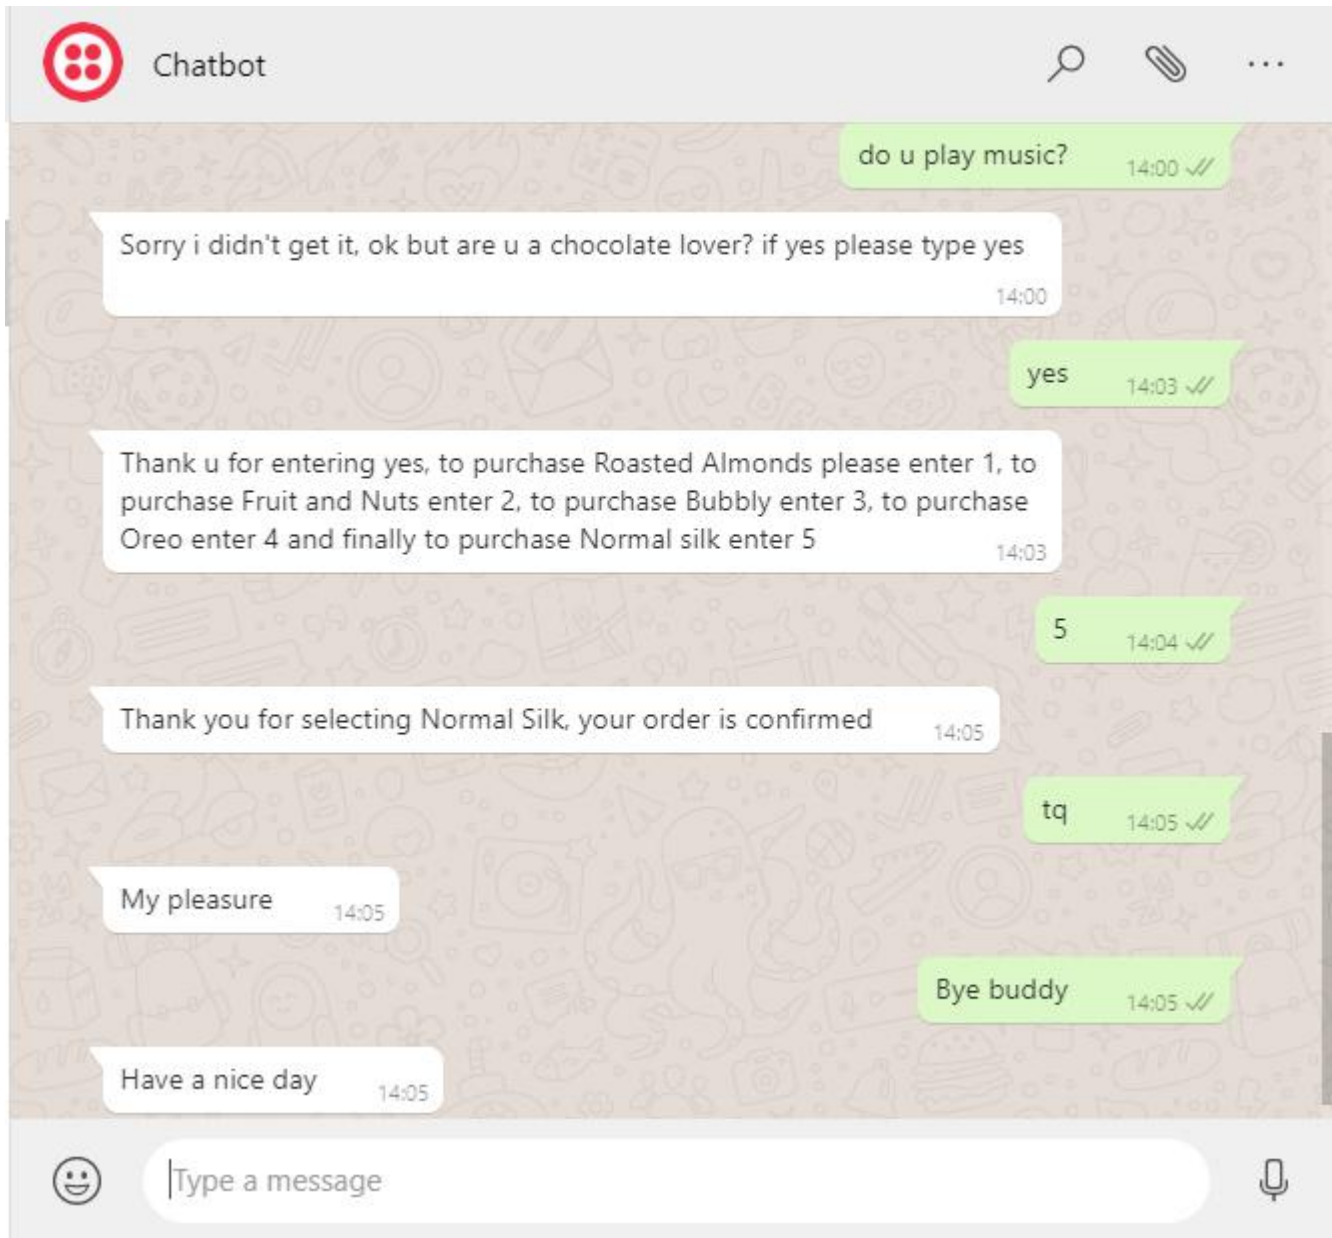 Chatbot
do u play music?
14:00
Sorry i didn't get it, ok but are u a chocolate lover? if yes please type yes
14:00
yes
14:03
Thank u for entering yes, to purchase Roasted Almonds please enter 1, to
purchase Fruit and Nuts enter 2, to purchase Bubbly enter 3, to purchase
Oreo enter 4 and finally to purchase Normal silk enter 5
14:03
5
14:04
Thank you for selecting Normal Silk, your order is confirmed
14:05
tq
14:05
My pleasure
14:05
Bye buddy
14:05
Have a nice day
14:05
Type a message